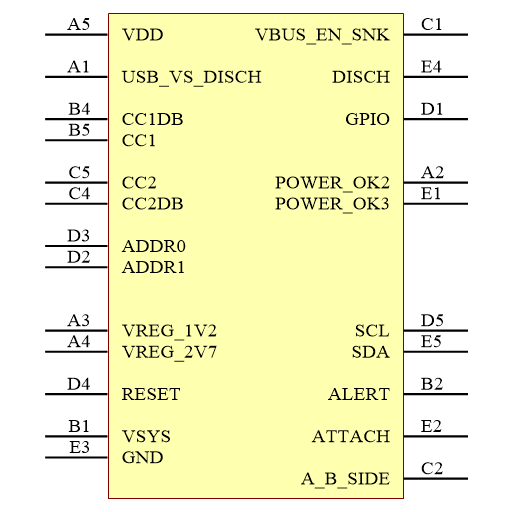 A5 VDD VBUS_EN_SNK C1
A1 USB_VS_DISCH DISCH E4
B4 CC1DB GPIO D1
B5 CC1
C5 CC2 POWER_OK2 A2
C4 CC2DB POWER_OK3 E1
D3 ADDR0
D2 ADDR1
A3 VREG_1V2 SCL D5
A4 VREG_2V7 SDA E5
D4 RESET ALERT B2
B1 VSYS ATTACH E2
E3 GND
A_B_SIDE C2